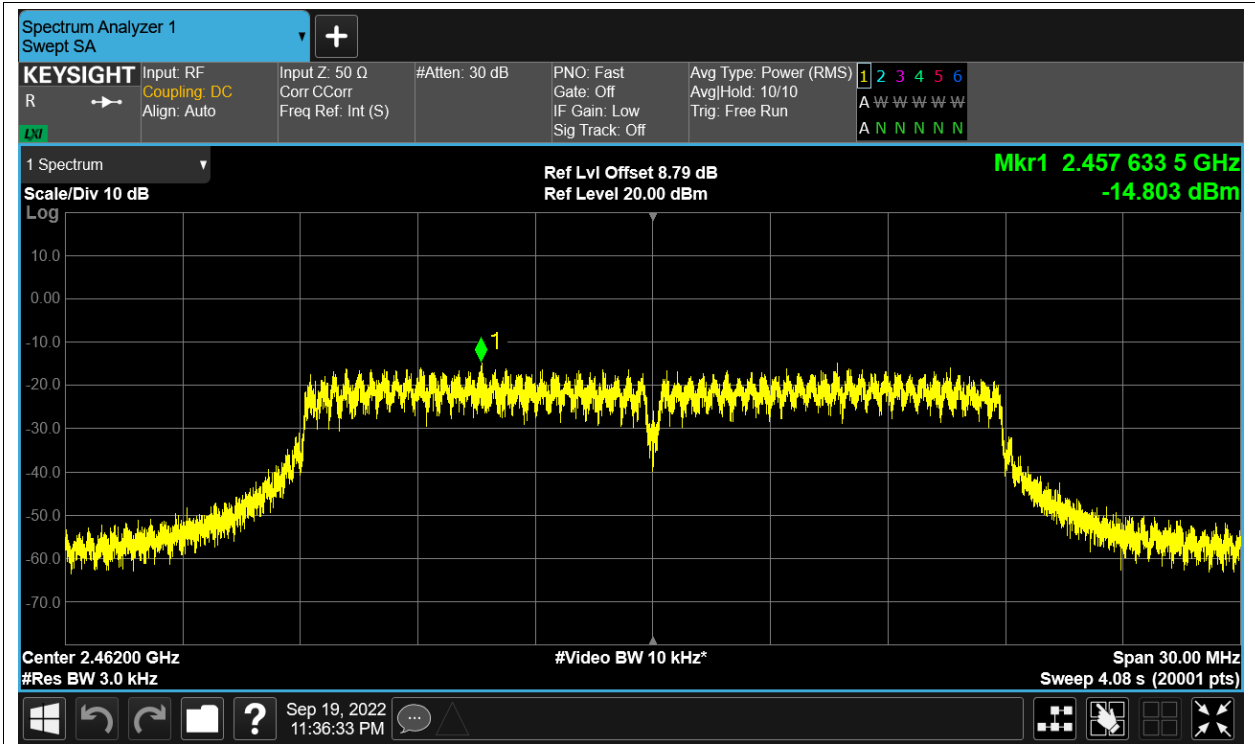 Spectrum Analyzer 1
Swept SA
+
KEYSIGHT
R
LXI
Input: RF
Coupling: DC
Align: Auto
Input Z: 50 Ω
Corr CCorr
Freq Ref: Int (S)
#Atten: 30 dB
PNO: Fast
Gate: Off
IF Gain: Low
Sig Track: Off
Avg Type: Power (RMS)
Avg|Hold: 10/10
Trig: Free Run
1 2 3 4 5 6
A W W W W W
A N N N N N
1 Spectrum
Scale/Div 10 dB
Log
Ref Lvl Offset 8.79 dB
Ref Level 20.00 dBm
Mkr1 2.457 633 5 GHz
-14.803 dBm
10.0
0.00
-10.0
-20.0
-30.0
-40.0
-50.0
-60.0
-70.0
1
Center 2.46200 GHz
#Res BW 3.0 kHz
#Video BW 10 kHz*
Span 30.00 MHz
Sweep 4.08 s (20001 pts)
?
Sep 19, 2022
11:36:33 PM